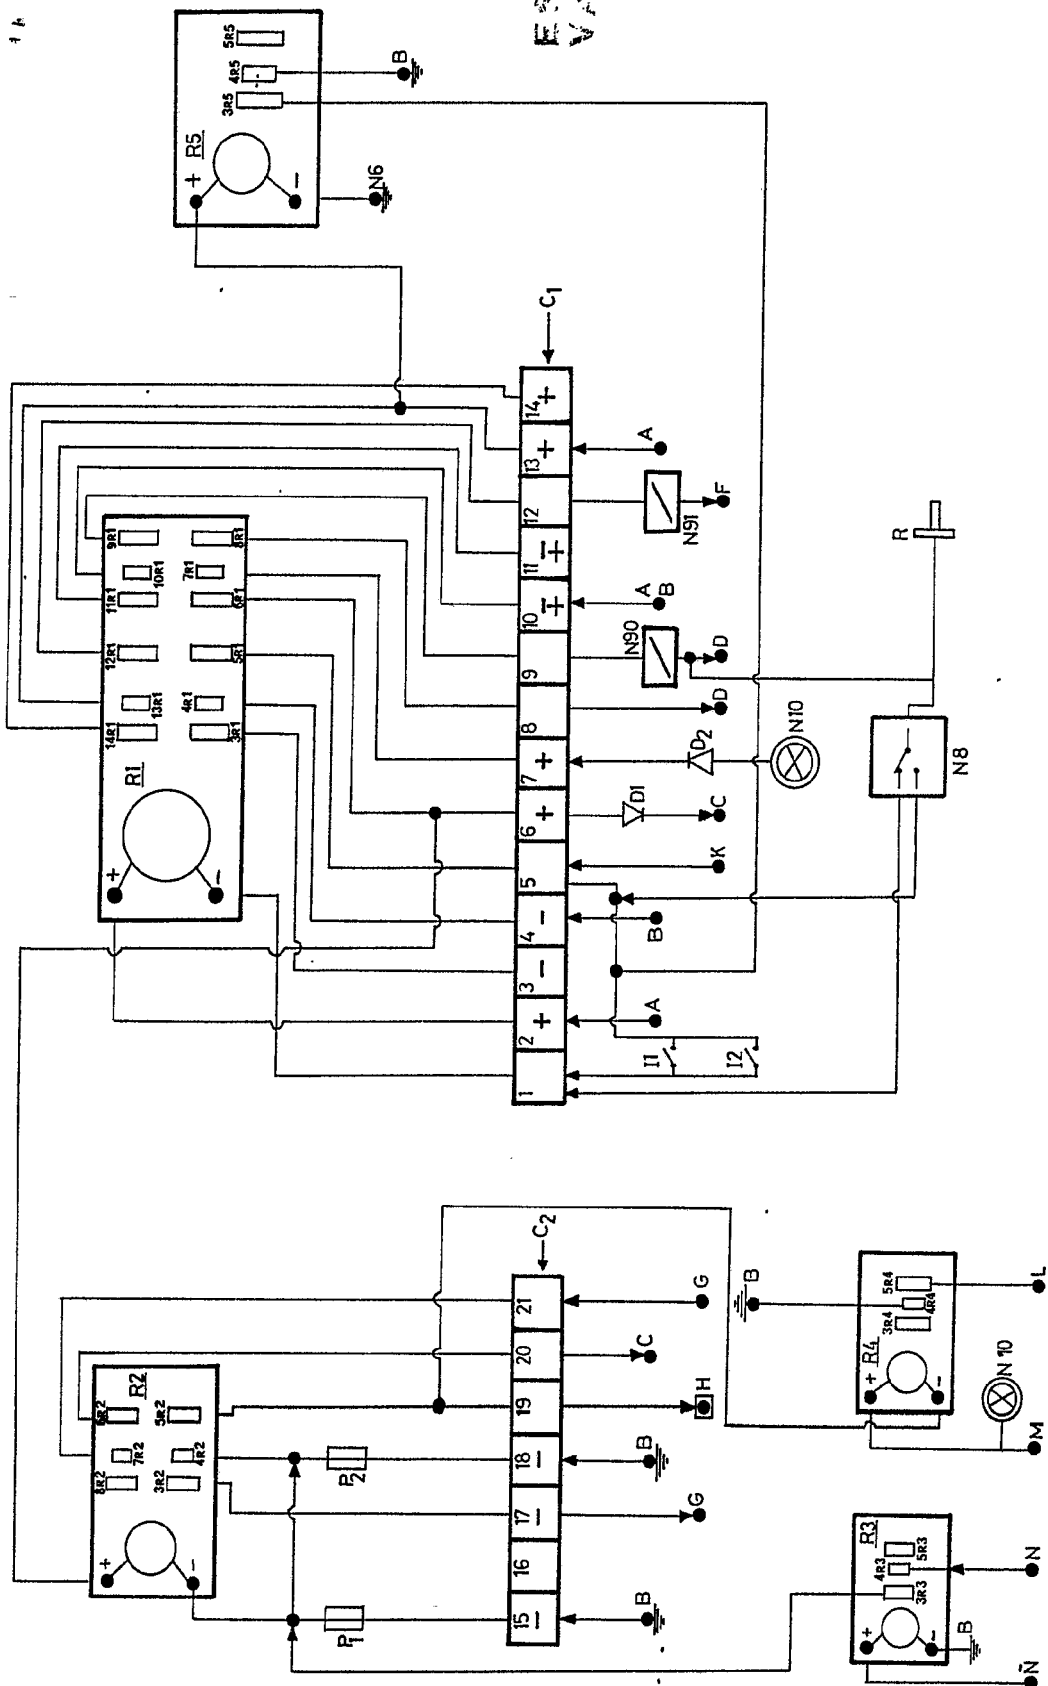 5R5
4R5
3R5
R5
+
-
B
N6
C1
14 +
13 +
12
11 -+
10 -+
9
8
7 +
6 +
5
4 -
3 -
2 +
1
A
N91
F
A
B
N90
D
D
D2
N10
D1
C
K
B
A
I1
I2
R
N8
9R1
10R1
11R1
12R1
13R1
14R1
8R1
7R1
6R1
5R1
4R1
3R1
R1
+
-
C2
21
20
19
18 -
17 -
16
15 -
G
C
H
B
G
B
P2
P1
6R2
7R2
8R2
5R2
4R2
3R2
R2
+
-
B
5R4
4R4
3R4
R4
+
-
L
N10
M
R3
5R3
4R3
3R3
+
-
B
N
N